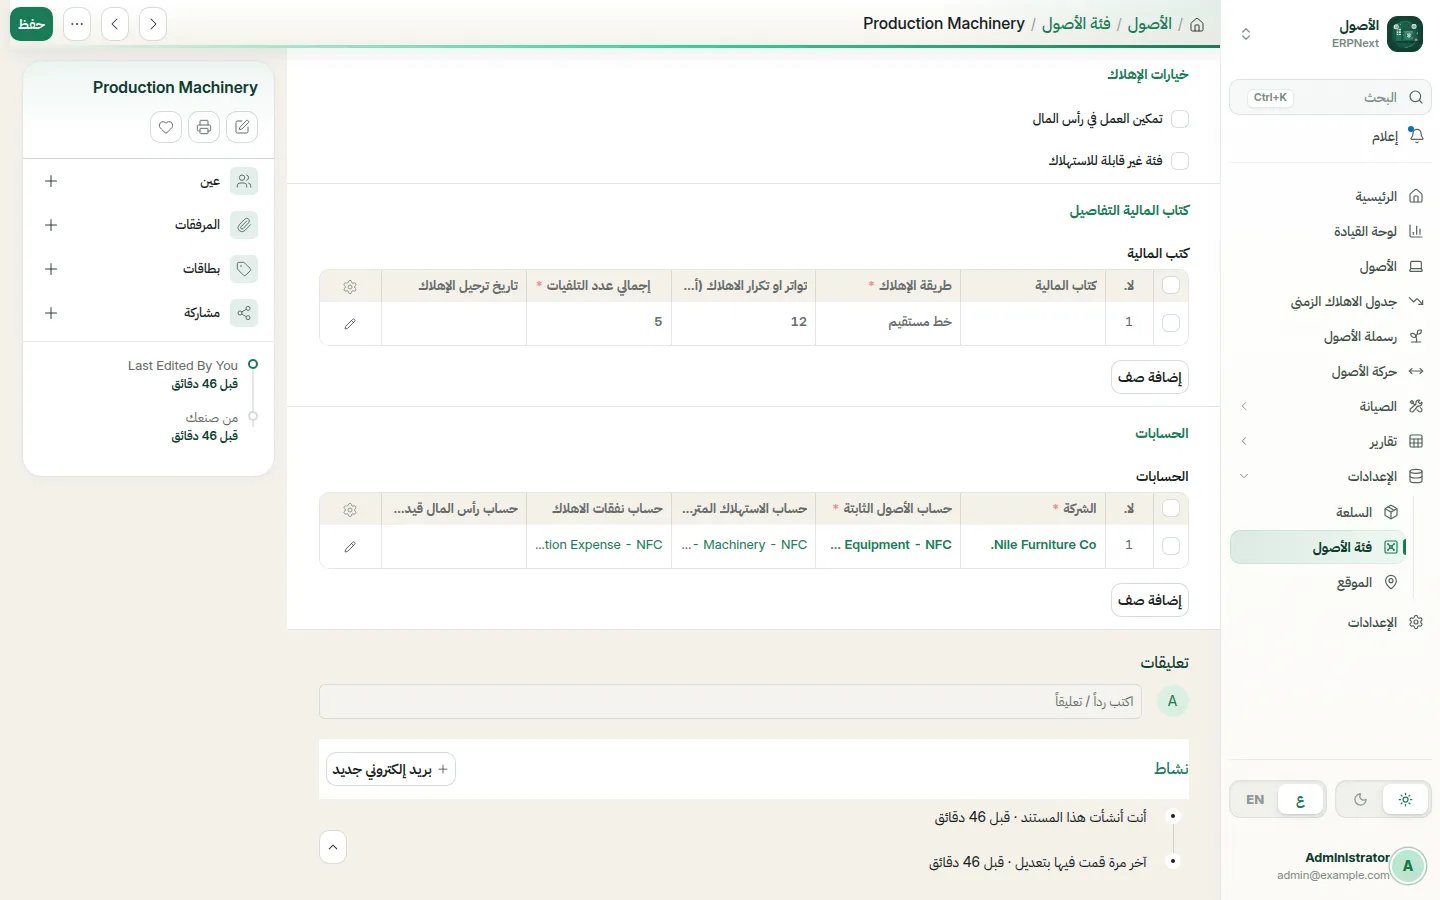 الأصول
ERPNext
البحث
Ctrl+K
إعلام
الرئيسية
لوحة القيادة
الأصول
جدول الاهلاك الزمني
رسملة الأصول
حركة الأصول
الصيانة
تقارير
الإعدادات
السلعة
فئة الأصول
الموقع
الإعدادات
ع
EN
Administrator
admin@example.com
A
الأصول / فئة الأصول / Production Machinery
حفظ
خيارات الإهلاك
تمكين العمل في رأس المال
فئة غير قابلة للاستهلاك
كتاب المالية التفاصيل
كتب المالية
لا. كتاب المالية طريقة الإهلاك * تواتر او تكرار الاهلاك (أ... إجمالي عدد التلفيات * تاريخ ترحيل الإهلاك
1 خط مستقيم 12 5
إضافة صف
الحسابات
الحسابات
لا. الشركة * حساب الأصول الثابتة * حساب الاستهلاك المتر... حساب نفقات الاهلاك حساب رأس المال قيد...
1 Nile Furniture Co. ... Equipment - NFC ...- Machinery - NFC ...tion Expense - NFC
إضافة صف
تعليقات
A
اكتب رداً / تعليقاً
نشاط
بريد إلكتروني جديد
أنت أنشأت هذا المستند · قبل 46 دقائق
آخر مرة قمت فيها بتعديل · قبل 46 دقائق
Production Machinery
عين
المرفقات
بطاقات
مشاركة
Last Edited By You
قبل 46 دقائق
من صنعك
قبل 46 دقائق